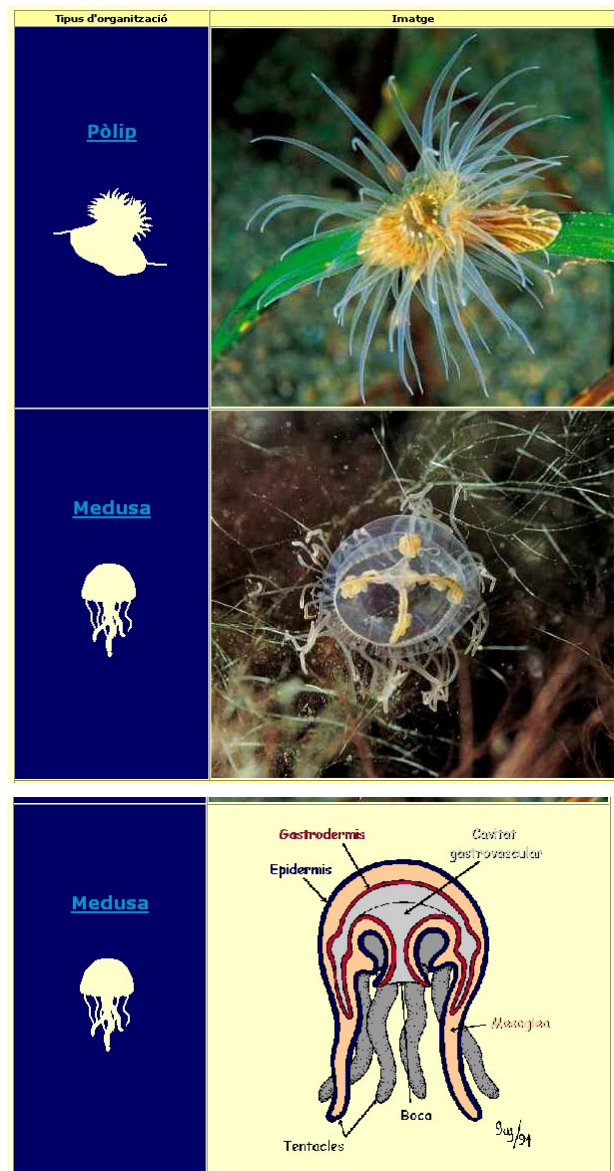 Tipus d'organització
Imatge
Pòlip
Medusa
Medusa
Gastrodermis
Cavitat
gastrovascular
Epidermis
Mesoglea
Boca
Tentacles